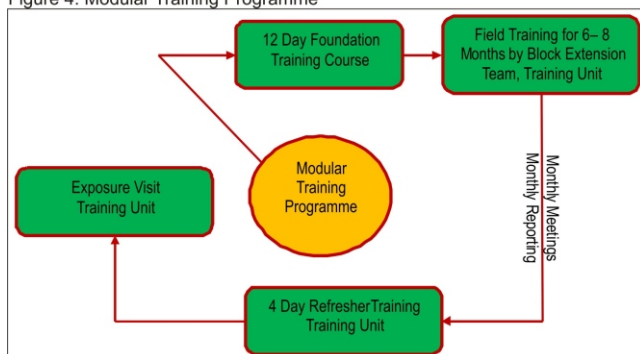 Figure 4: Modular Training Programme
12 Day Foundation
Training Course
Field Training for 6– 8
Months by Block Extension
Team, Training Unit
Monthly Meetings
Monthly Reporting
Modular
Training
Programme
Exposure Visit
Training Unit
4 Day RefresherTraining
Training Unit